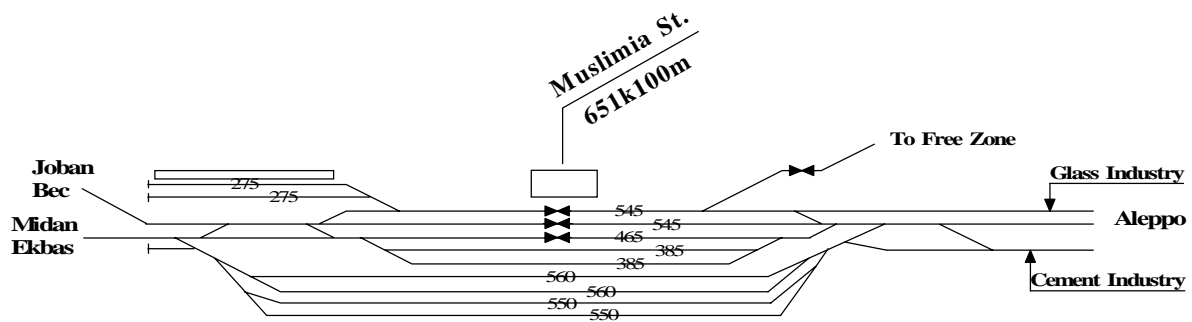 Muslimia St.
651k100m
To Free Zone
Joban
Bec
Glass Industry
275
275
Midan
Ekbas
545
545
465
385
385
560
560
550
550
Aleppo
Cement Industry